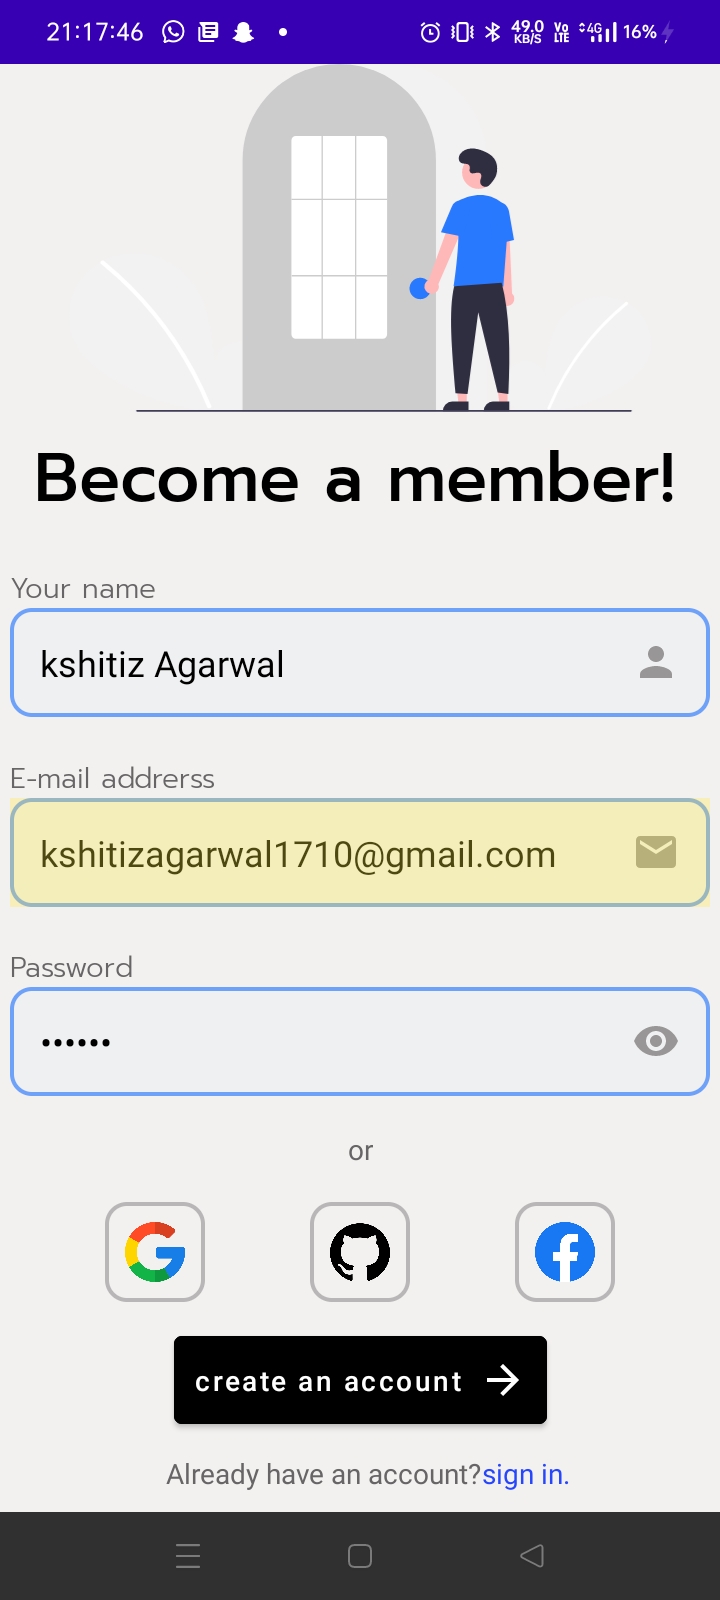 21:17:46 49.0 KB/S Vo LTE 4G 16%
Become a member!
Your name
kshitiz Agarwal
E-mail addrerss
kshitizagarwal1710@gmail.com
Password
••••••
or
create an account
Already have an account?sign in.